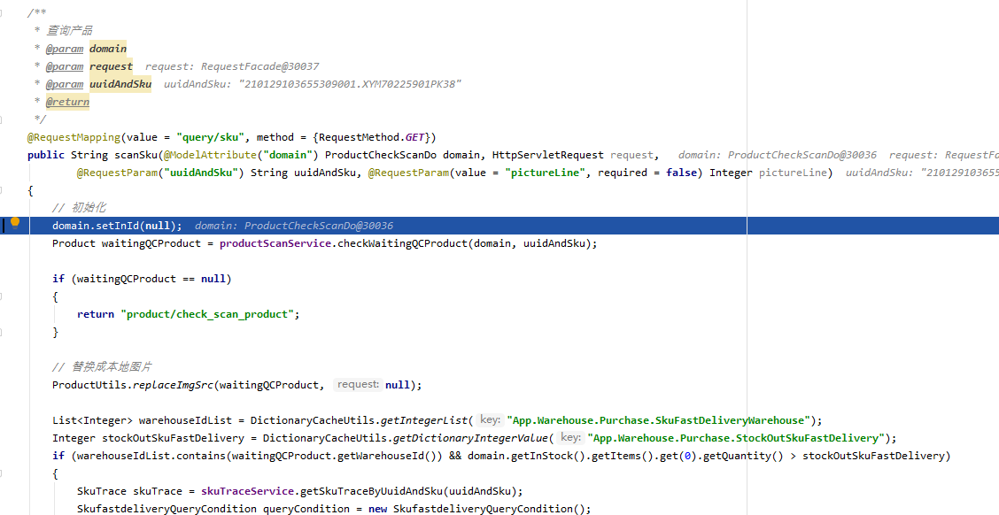 /**
* 查询产品
* @param domain
* @param request request: RequestFacade@30037
* @param uuidAndSku uuidAndSku: "210129103655309001.XYM70225901PK38"
* @return
*/
@RequestMapping(value = "query/sku", method = {RequestMethod.GET})
public String scanSku(@ModelAttribute("domain") ProductCheckScanDo domain, HttpServletRequest request, domain: ProductCheckScanDo@30036 request: RequestFa
@RequestParam("uuidAndSku") String uuidAndSku, @RequestParam(value = "pictureLine", required = false) Integer pictureLine) uuidAndSku: "210129103655
{
// 初始化
domain.setInId(null); domain: ProductCheckScanDo@30036
Product waitingQCProduct = productScanService.checkWaitingQCProduct(domain, uuidAndSku);
if (waitingQCProduct == null)
{
return "product/check_scan_product";
}
// 替换成本地图片
ProductUtils.replaceImgSrc(waitingQCProduct, request: null);
List<Integer> warehouseIdList = DictionaryCacheUtils.getIntegerList( key: "App.Warehouse.Purchase.SkuFastDeliveryWarehouse");
Integer stockOutSkuFastDelivery = DictionaryCacheUtils.getDictionaryIntegerValue( key: "App.Warehouse.Purchase.StockOutSkuFastDelivery");
if (warehouseIdList.contains(waitingQCProduct.getWarehouseId()) && domain.getInStock().getItems().get(0).getQuantity() > stockOutSkuFastDelivery)
{
SkuTrace skuTrace = skuTraceService.getSkuTraceByUuidAndSku(uuidAndSku);
SkufastdeliveryQueryCondition queryCondition = new SkufastdeliveryQueryCondition();